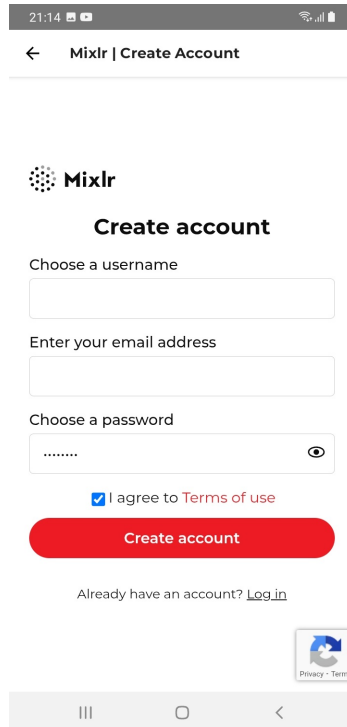 21:14
Mixlr | Create Account
Mixlr
Create account
Choose a username
Enter your email address
Choose a password
........
I agree to Terms of use
Create account
Already have an account? Log in
Privacy - Term